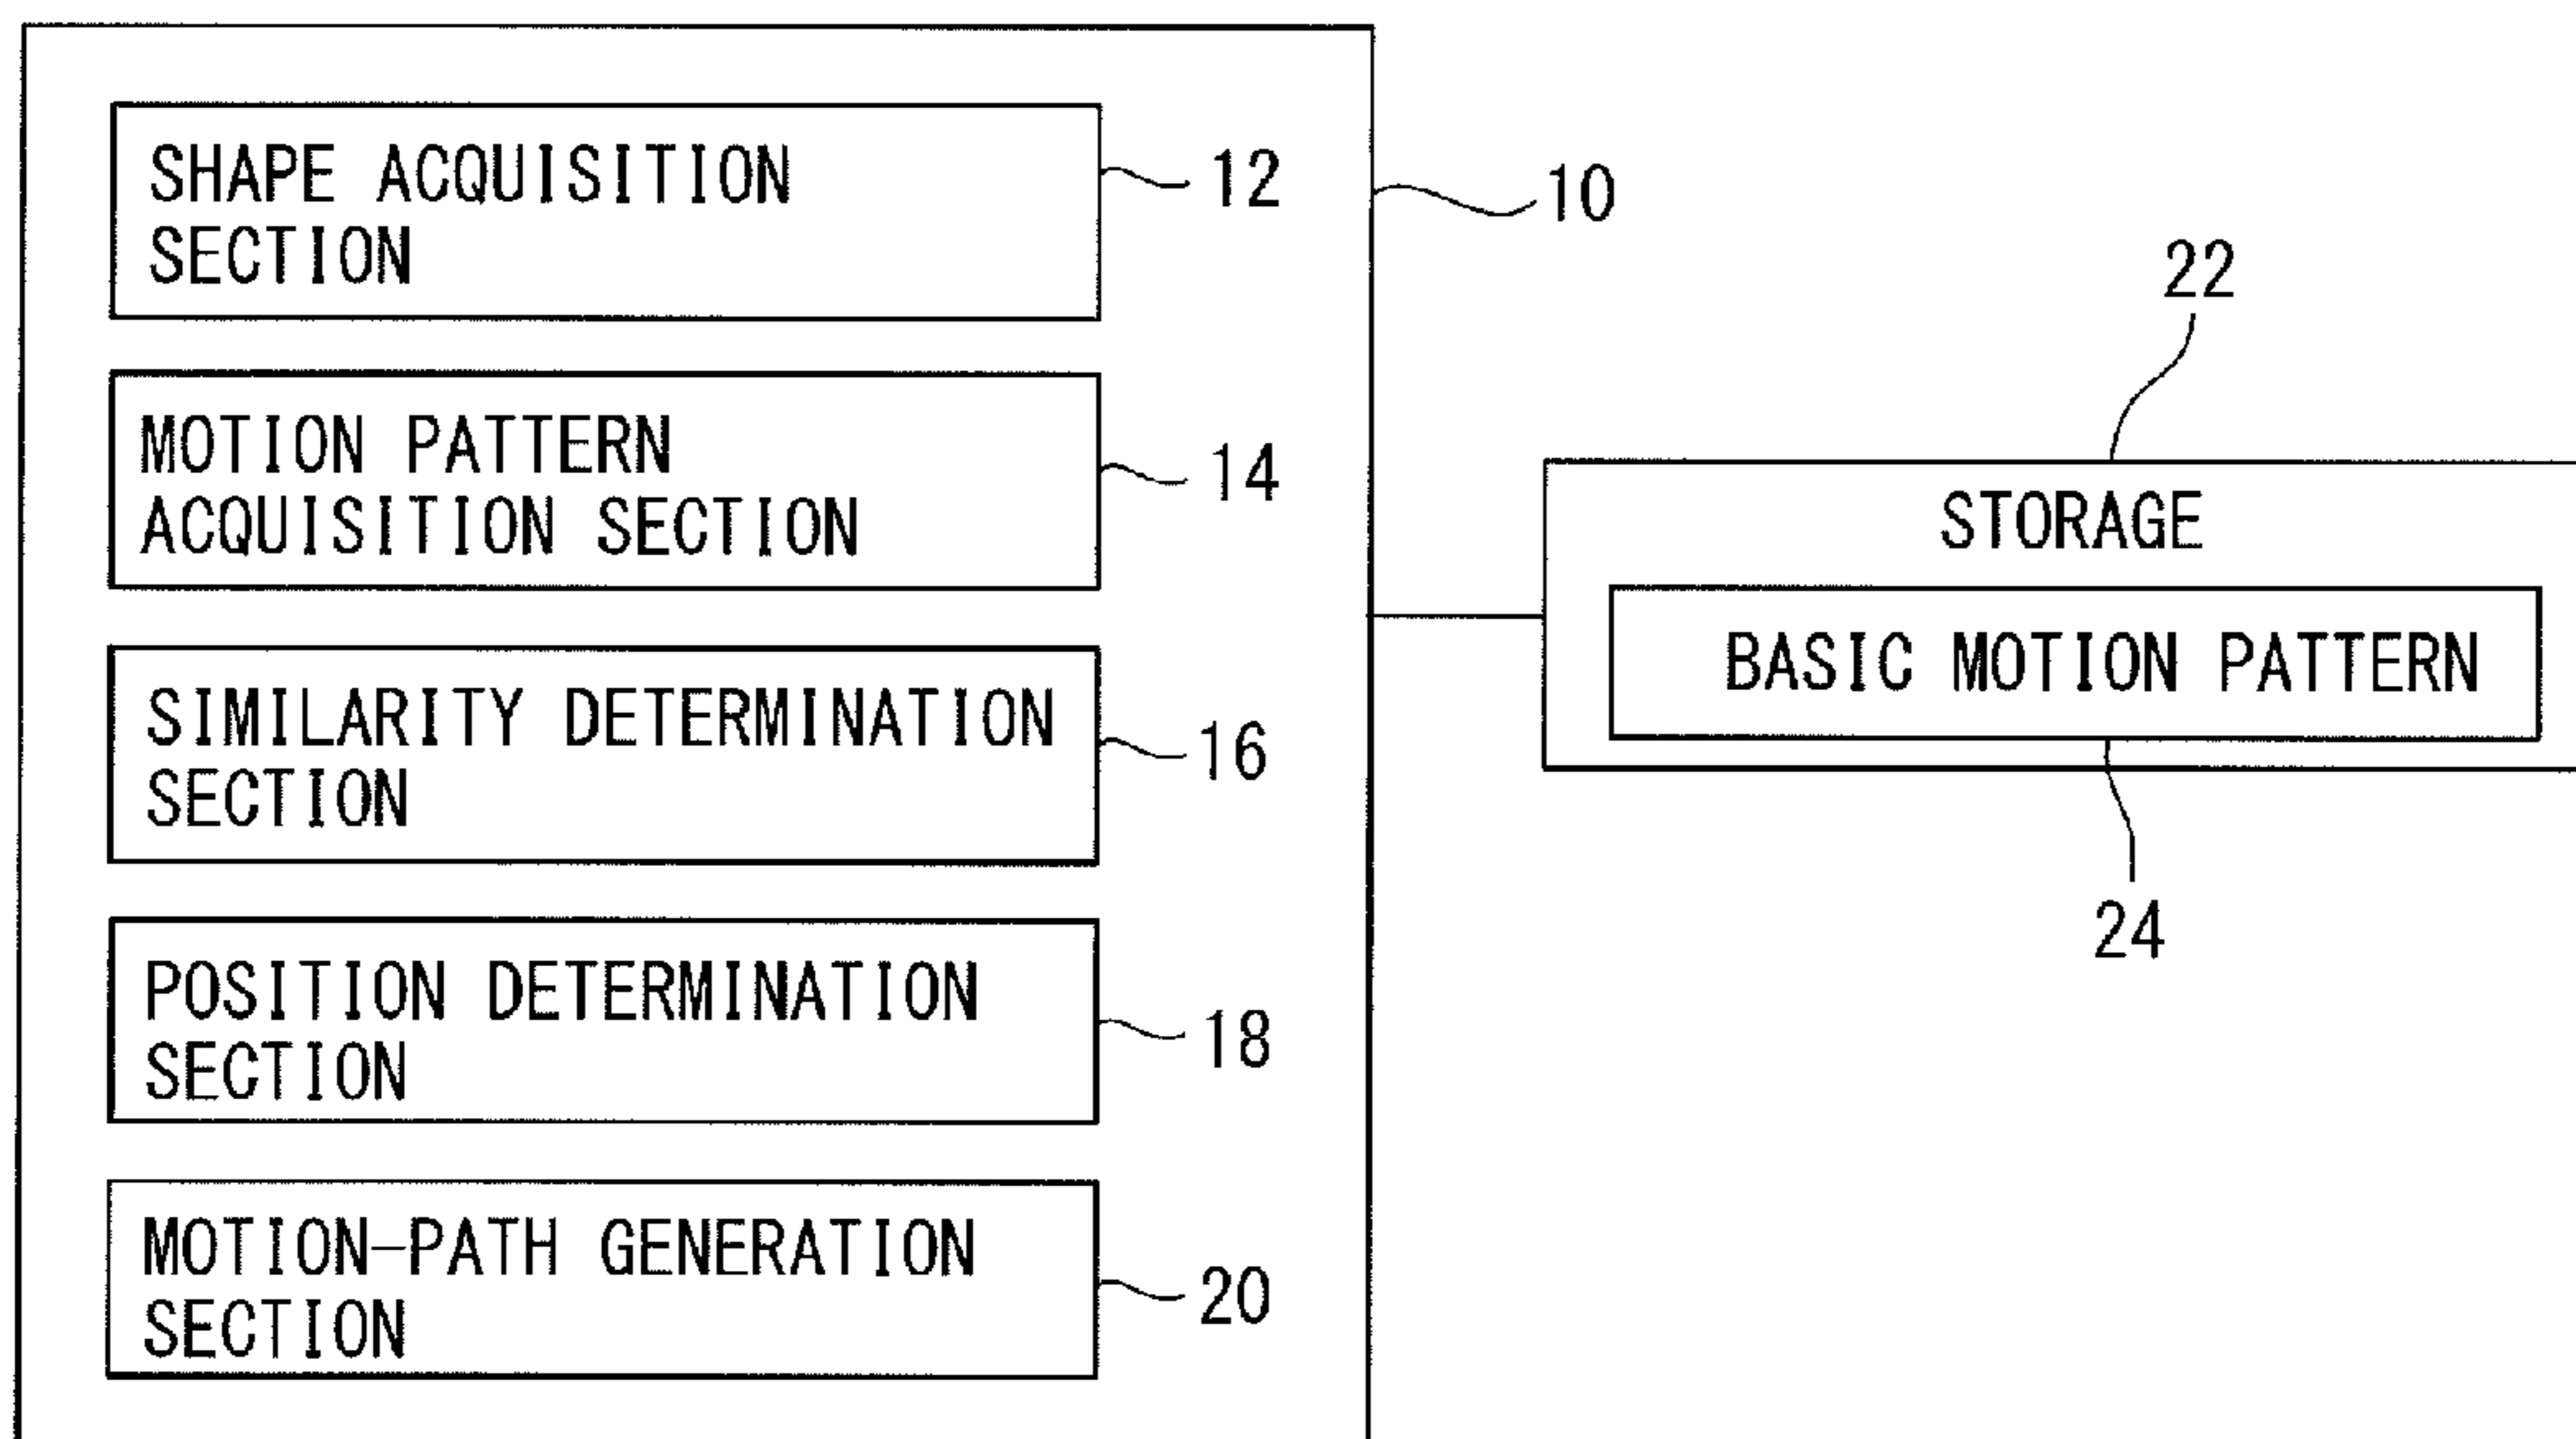 SHAPE ACQUISITION
SECTION
12
10
MOTION PATTERN
ACQUISITION SECTION
14
SIMILARITY DETERMINATION
SECTION
16
POSITION DETERMINATION
SECTION
18
MOTION-PATH GENERATION
SECTION
20
22
STORAGE
BASIC MOTION PATTERN
24